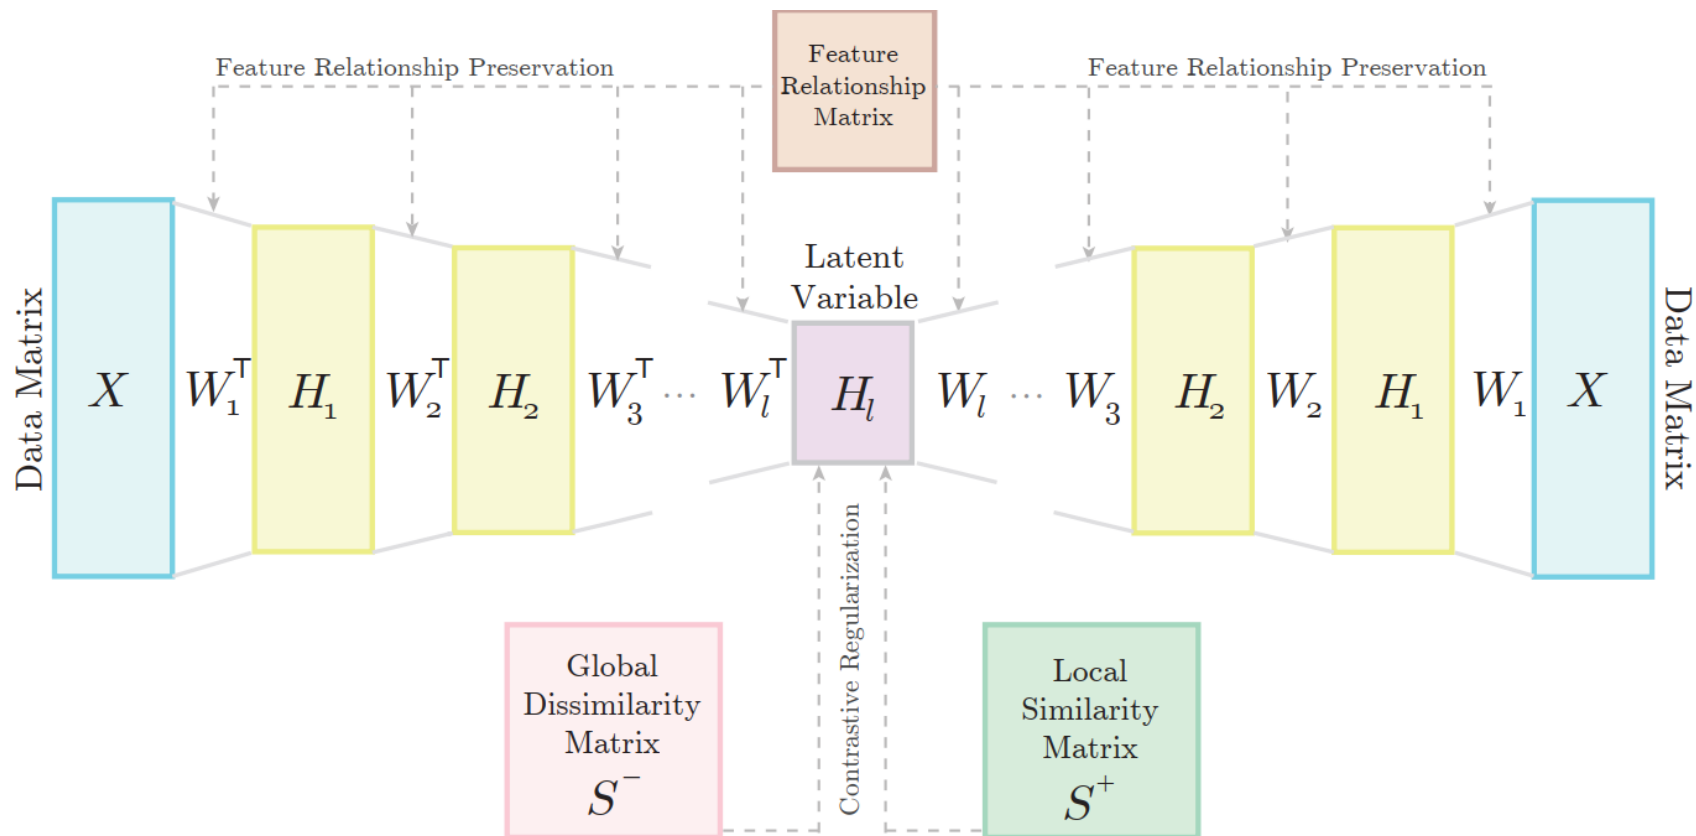 Feature
Relationship
Matrix
Feature Relationship Preservation
Feature Relationship Preservation
Data Matrix
X
W₁ᵀ
H₁
W₂ᵀ
H₂
W₃ᵀ
...
Wₗᵀ
Latent
Variable
Hₗ
Wₗ
...
W₃
H₂
W₂
H₁
W₁
X
Data Matrix
Contrastive Regularization
Global
Dissimilarity
Matrix
S⁻
Local
Similarity
Matrix
S⁺